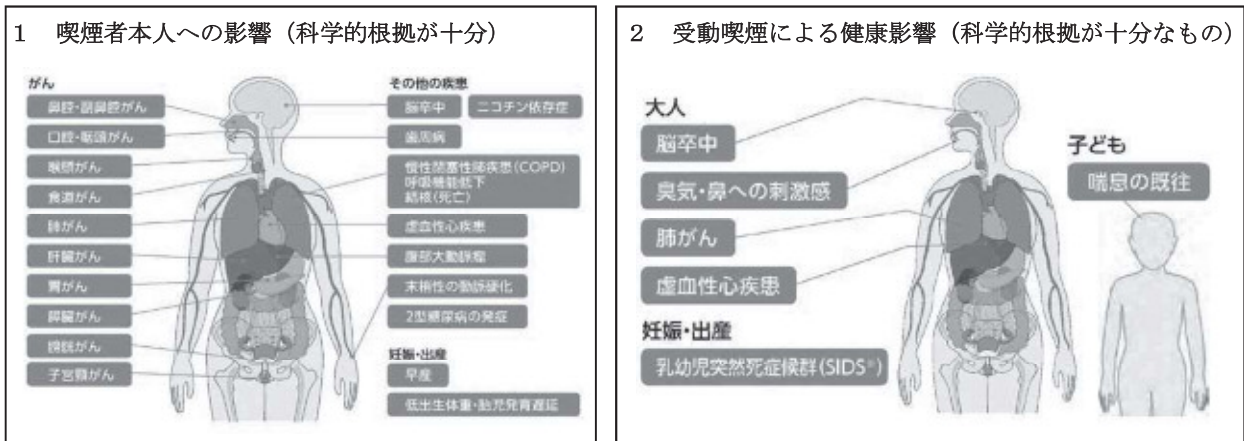 1 喫煙者本人への影響（科学的根拠が十分）
がん
鼻腔・副鼻腔がん
口腔・咽頭がん
喉頭がん
食道がん
肺がん
肝臓がん
胃がん
膵臓がん
膀胱がん
子宮頸がん
その他の疾患
脳卒中
ニコチン依存症
歯周病
慢性閉塞性肺疾患(COPD)
呼吸機能低下
結核(死亡)
虚血性心疾患
腹部大動脈瘤
末梢性の動脈硬化
2型糖尿病の発症
妊娠・出産
早産
低出生体重・胎児発育遅延
2 受動喫煙による健康影響（科学的根拠が十分なもの）
大人
脳卒中
臭気・鼻への刺激感
肺がん
虚血性心疾患
妊娠・出産
乳幼児突然死症候群(SIDS※)
子ども
喘息の既往